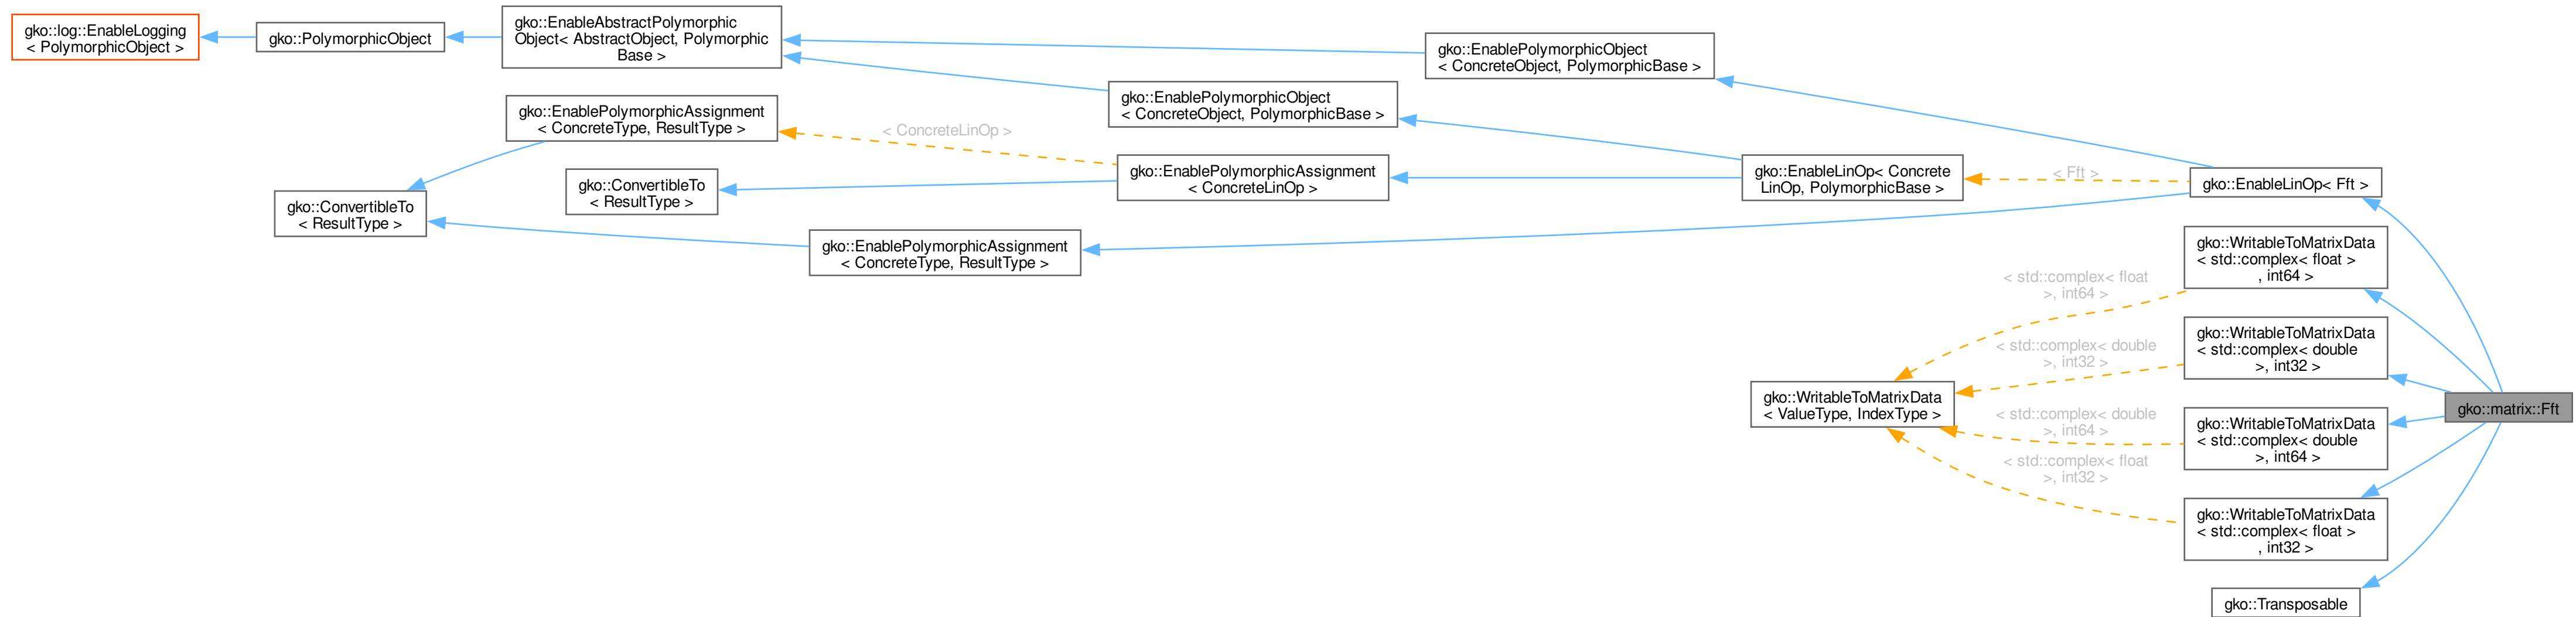 gko::log::EnableLogging
< PolymorphicObject >
gko::PolymorphicObject
gko::EnableAbstractPolymorphic
Object< AbstractObject, Polymorphic
Base >
gko::EnablePolymorphicObject
< ConcreteObject, PolymorphicBase >
gko::EnablePolymorphicObject
< ConcreteObject, PolymorphicBase >
gko::EnablePolymorphicAssignment
< ConcreteType, ResultType >
< ConcreteLinOp >
gko::ConvertibleTo
< ResultType >
gko::ConvertibleTo
< ResultType >
gko::EnablePolymorphicAssignment
< ConcreteLinOp >
gko::EnableLinOp< Concrete
LinOp, PolymorphicBase >
< Fft >
gko::EnableLinOp< Fft >
gko::EnablePolymorphicAssignment
< ConcreteType, ResultType >
gko::WritableToMatrixData
< std::complex< float >
, int64 >
< std::complex< float
>, int64 >
gko::WritableToMatrixData
< std::complex< double
>, int32 >
< std::complex< double
>, int32 >
gko::WritableToMatrixData
< ValueType, IndexType >
gko::matrix::Fft
< std::complex< double
>, int64 >
gko::WritableToMatrixData
< std::complex< double
>, int64 >
< std::complex< float
>, int32 >
gko::WritableToMatrixData
< std::complex< float >
, int32 >
gko::Transposable